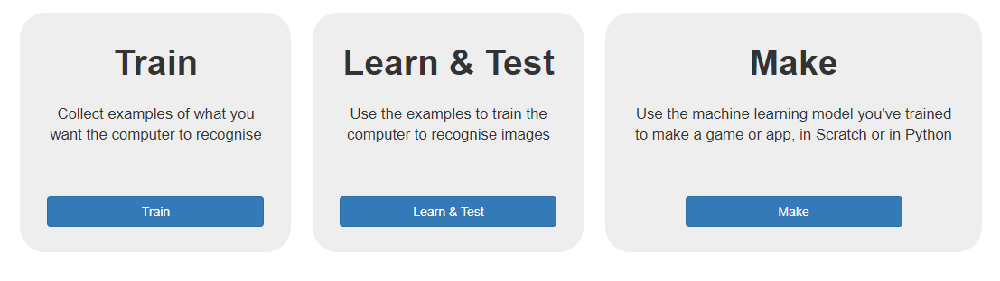 Train
Collect examples of what you
want the computer to recognise
Train
Learn & Test
Use the examples to train the
computer to recognise images
Learn & Test
Make
Use the machine learning model you've trained
to make a game or app, in Scratch or in Python
Make